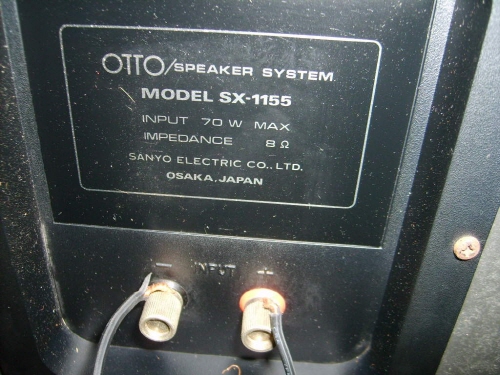 OTTO/SPEAKER SYSTEM
MODEL SX-1155
INPUT 70 W MAX
IMPEDANCE 8 Ω
SANYO ELECTRIC CO., LTD.
OSAKA, JAPAN
− INPUT +